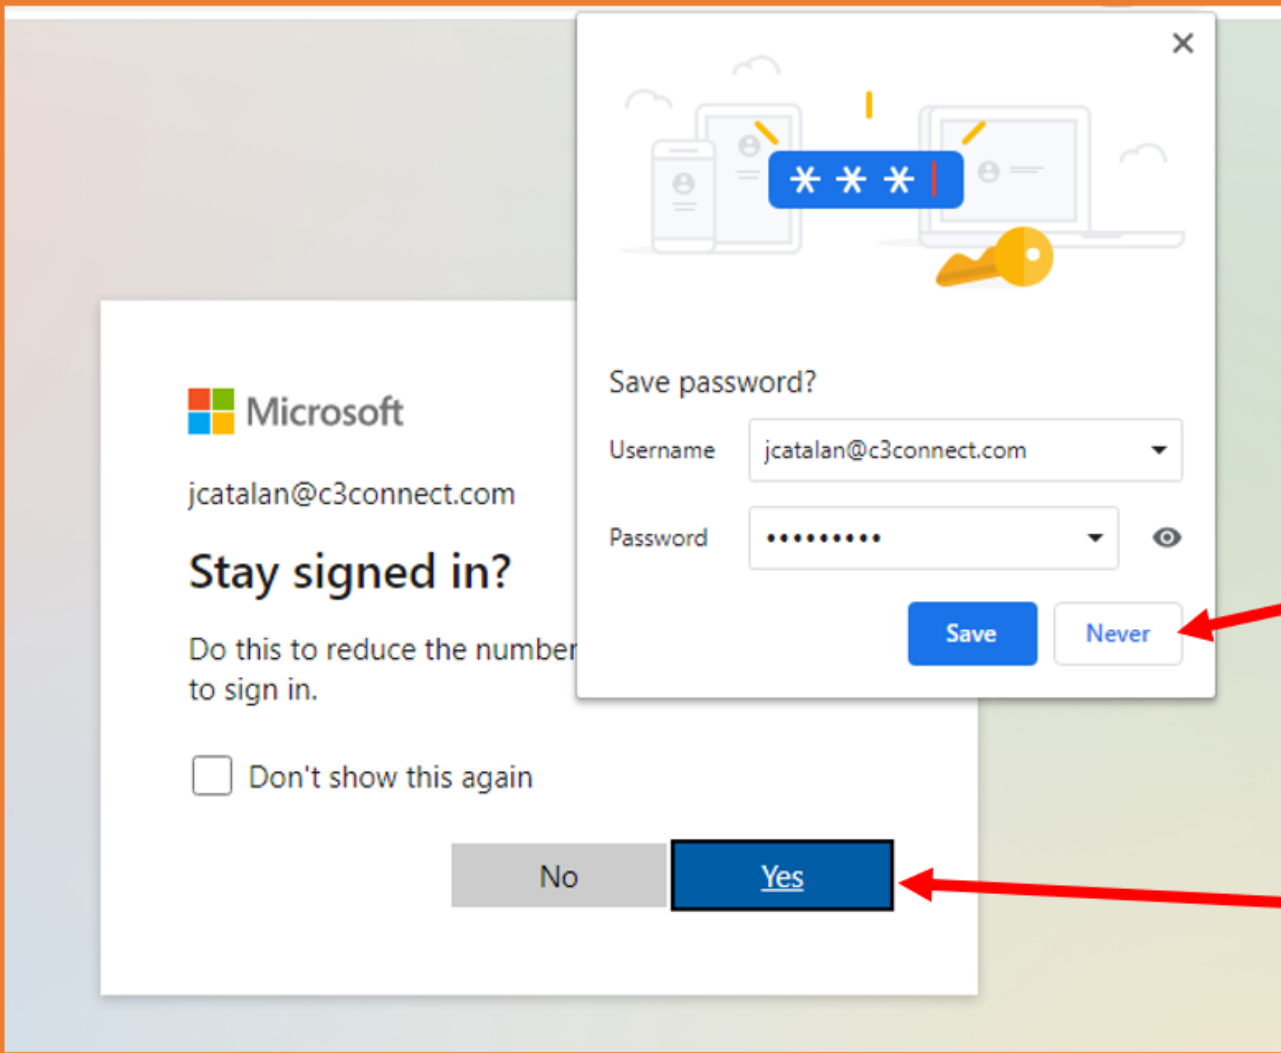 * * *
Save password?
Username jcatalan@c3connect.com
Password •••••••••
Save Never
Microsoft
jcatalan@c3connect.com
Stay signed in?
Do this to reduce the number
to sign in.
Don't show this again
No Yes